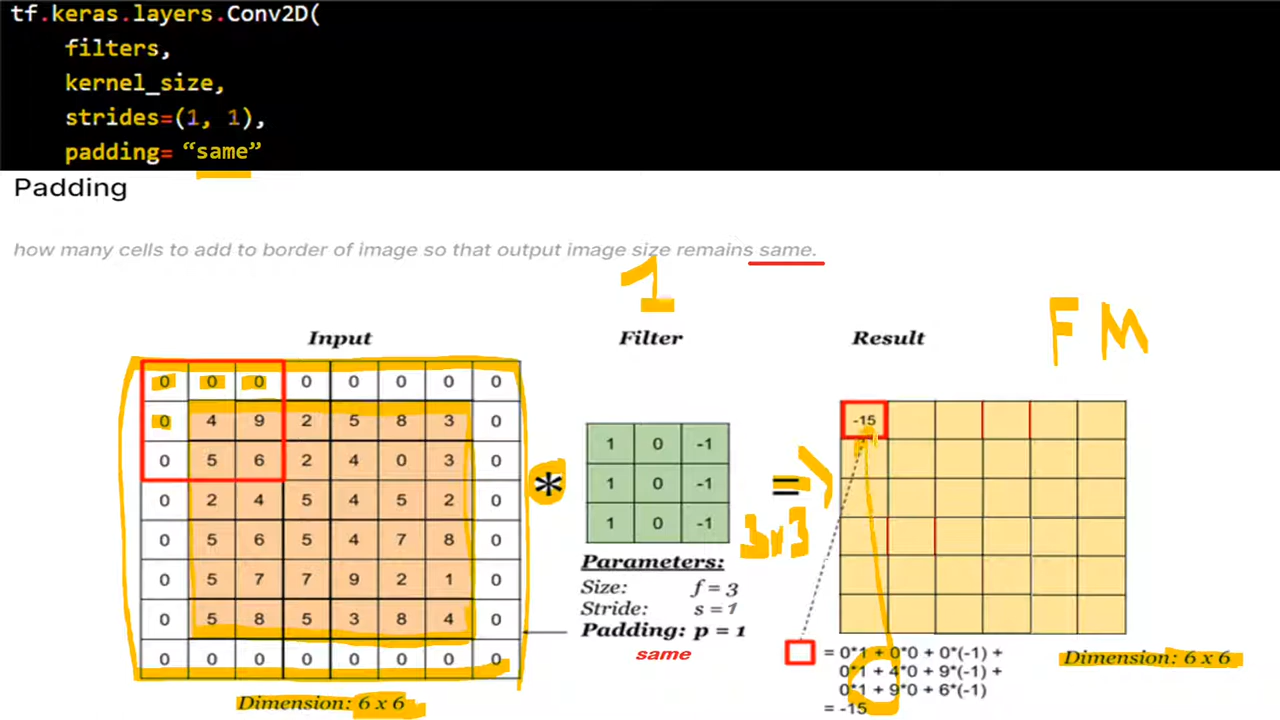 tf.keras.layers.Conv2D(
filters,
kernel_size,
strides=(1, 1),
padding= “same”
Padding
how many cells to add to border of image so that output image size remains same.
1
F M
Input
Filter
Result
0 0 0 0 0 0 0 0
0 4 9 2 5 8 3 0
0 5 6 2 4 0 3 0
0 2 4 5 4 5 2 0
0 5 6 5 4 7 8 0
0 5 7 7 9 2 1 0
0 5 8 5 3 8 4 0
0 0 0 0 0 0 0 0
Dimension: 6 x 6
*
1 0 -1
1 0 -1
1 0 -1
=
3x3
Parameters:
Size: f = 3
Stride: s = 1
Padding: p = 1
same
-15
= 0*1 + 0*0 + 0*(-1) +
0*1 + 4*0 + 9*(-1) +
0*1 + 9*0 + 6*(-1)
= -15
Dimension: 6 x 6